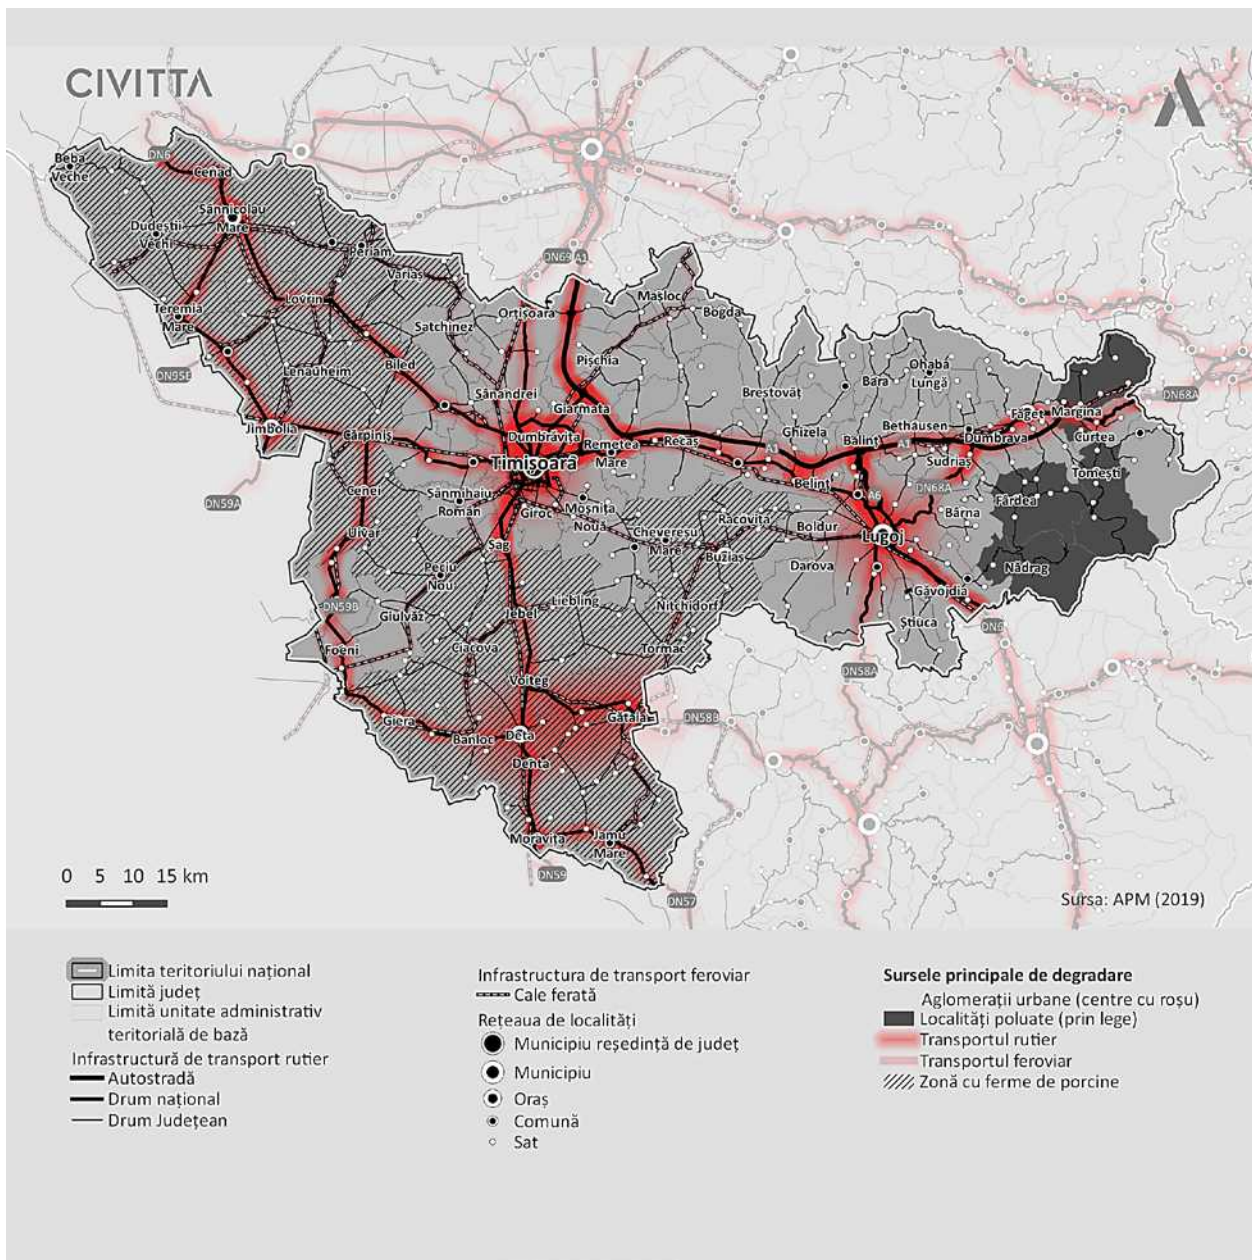 CIVITTA
DN6
DN69
A1
Beba
Veche
Cenad
Sânnicolau
Mare
Dudeștii
Vechi
Periam
Variaș
Lovrin
Teremia
Mare
Satchinez
Orțișoara
Mașloc
Bogda
Pișchia
DN95E
Lenauheim
Biled
Sânandrei
Giarmata
Brestovăț
Bara
Ohaba
Lungă
DN68A
Jimbolia
Cărpiniș
Dumbrăvița
Remetea
Mare
Recaș
Ghizela
Balinț
Bethausen
Făget
Margina
Dumbrava
Curtea
A1
A1
Timișoara
Sudriaș
Tomești
DN59A
Cenei
Sânmihaiu
Român
Giroc
Moșnița
Nouă
Belinț
A6
DN68A
Fârdea
Bârna
Uivar
Șag
Cheveresu
Mare
Racovița
Buziaș
Boldur
Lugoj
Peciu
Nou
Darova
Nădrag
DN59B
Giulvăz
Jebel
Liebling
Nițchidorf
Găvojdia
Știuca
DN6
Foeni
Ciacova
Tormac
DN58A
Voiteg
Giera
Banloc
Deta
Gătaia
DN58B
Denta
Moravița
Jamu
Mare
DN59
DN57
0 5 10 15 km
Sursa: APM (2019)
Limita teritoriului național
Limită județ
Limită unitate administrativ
teritorială de bază
Infrastructură de transport rutier
Autostradă
Drum național
Drum Județean
Infrastructura de transport feroviar
Cale ferată
Rețeaua de localități
Municipiu reședință de județ
Municipiu
Oraș
Comună
Sat
Sursele principale de degradare
Aglomerații urbane (centre cu roșu)
Localități poluate (prin lege)
Transportul rutier
Transportul feroviar
Zonă cu ferme de porcine